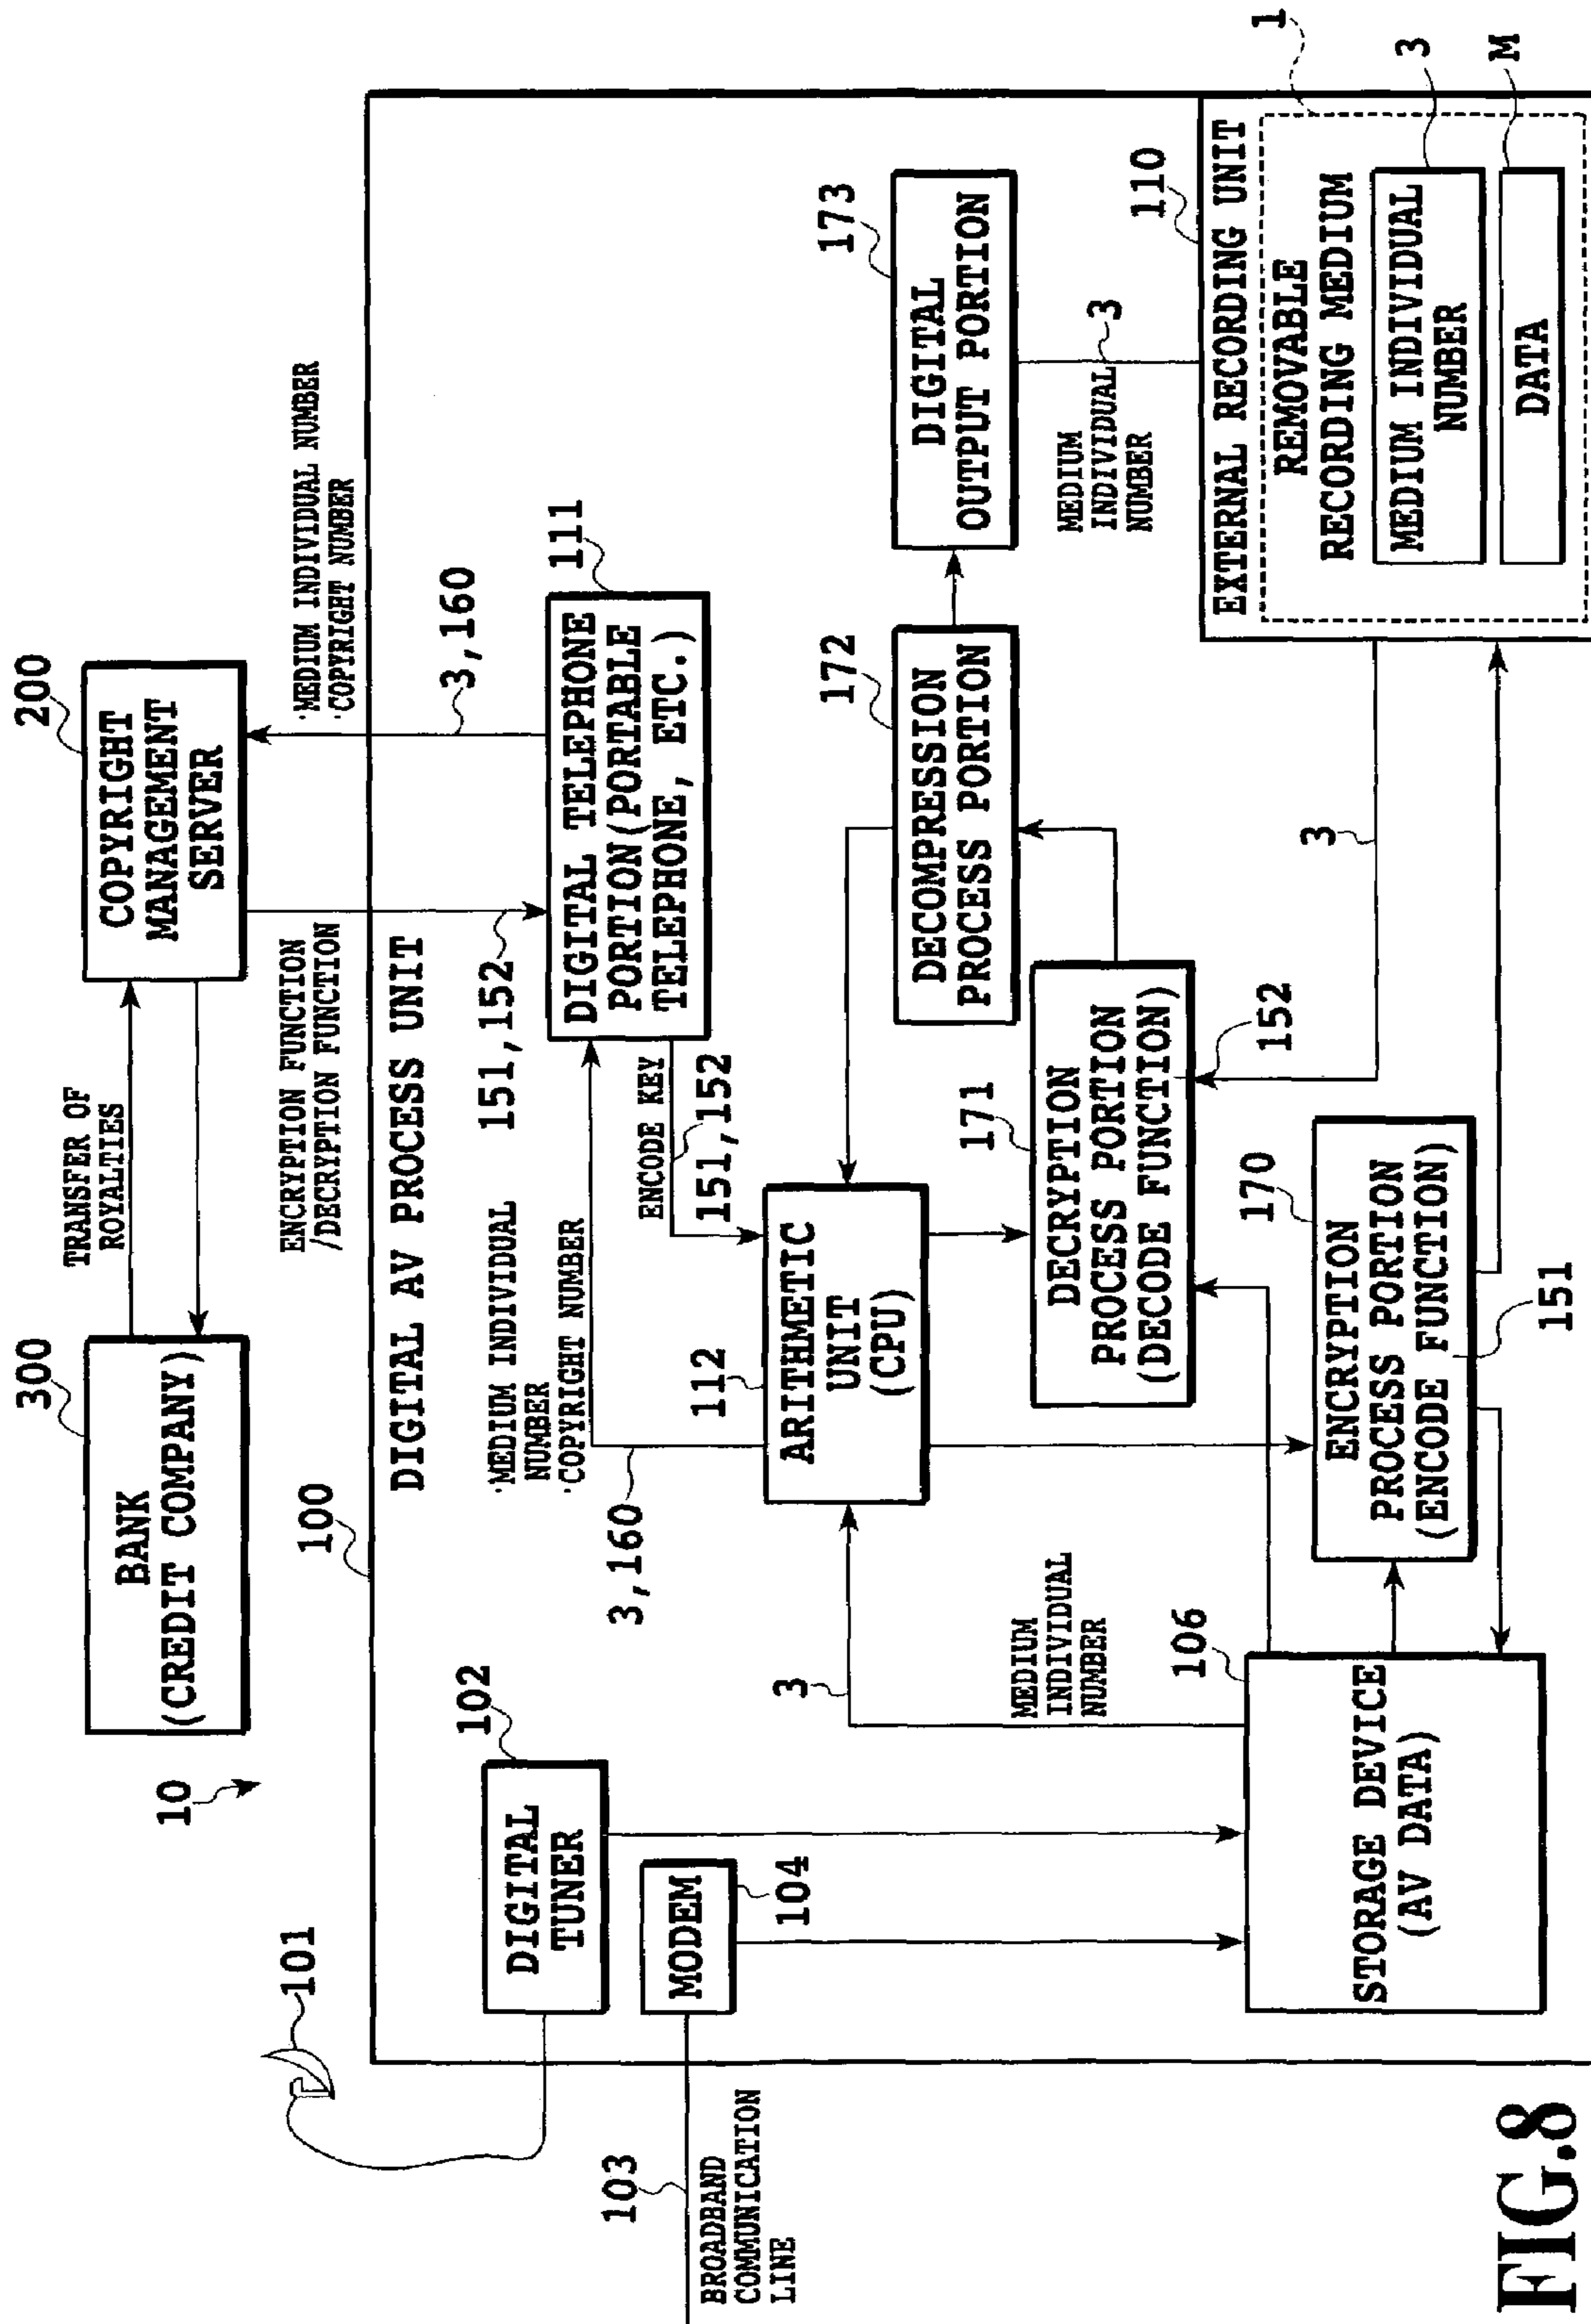 10
300
BANK
(CREDIT COMPANY)
TRANSFER OF
ROYALTIES
200
COPYRIGHT
MANAGEMENT
SERVER
ENCRYPTION FUNCTION
/DECRYPTION FUNCTION
·MEDIUM INDIVIDUAL NUMBER
·COPYRIGHT NUMBER
101
100
DIGITAL AV PROCESS UNIT
151,152
3,160
102
DIGITAL
TUNER
·MEDIUM INDIVIDUAL
NUMBER
·COPYRIGHT NUMBER
3,160
111
DIGITAL TELEPHONE
PORTION(PORTABLE
TELEPHONE, ETC.)
ENCODE KEY
151,152
103
BROADBAND
COMMUNICATION
LINE
MODEM
104
3
112
ARITHMETIC
UNIT
(CPU)
172
DECOMPRESSION
PROCESS PORTION
173
DIGITAL
OUTPUT PORTION
MEDIUM
INDIVIDUAL
NUMBER
171
DECRYPTION
PROCESS PORTION
(DECODE FUNCTION)
152
MEDIUM
INDIVIDUAL
NUMBER
3
3
106
STORAGE DEVICE
(AV DATA)
170
ENCRYPTION
PROCESS PORTION
(ENCODE FUNCTION)
151
110
EXTERNAL RECORDING UNIT
1
REMOVABLE
RECORDING MEDIUM
MEDIUM INDIVIDUAL
NUMBER
3
DATA
M
FIG.8